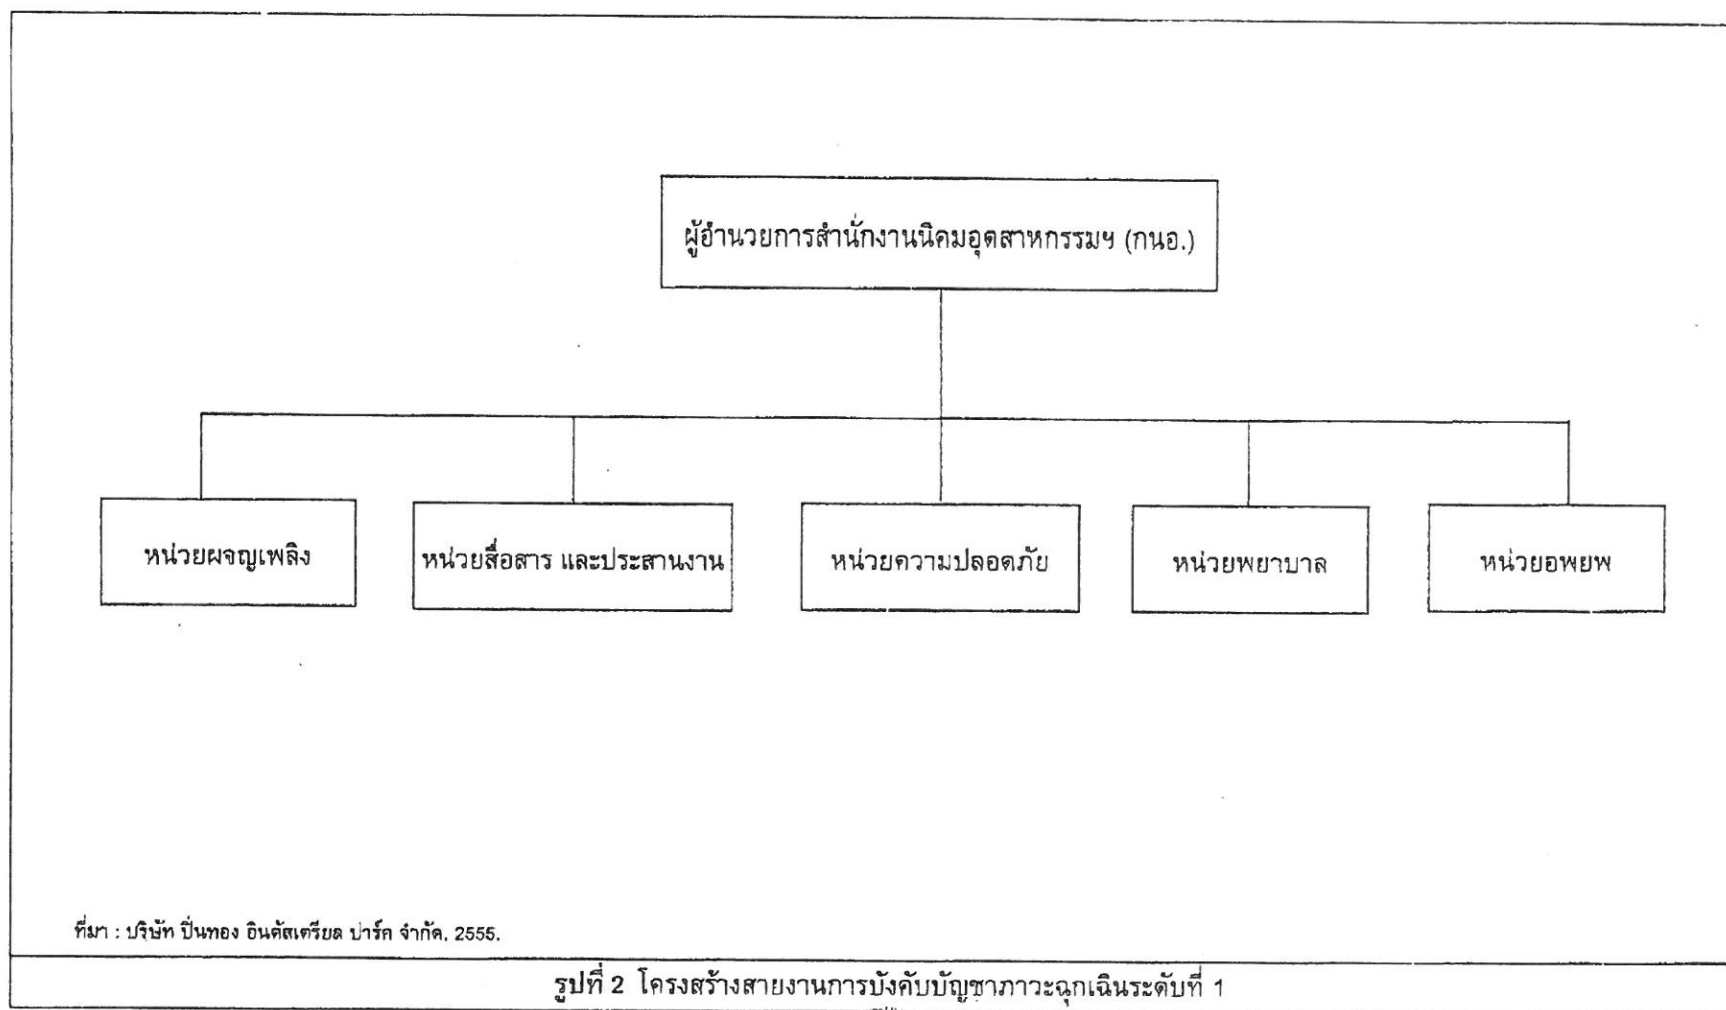 ผู้อำนวยการสำนักงานนิคมอุตสาหกรรมฯ (กนอ.)
หน่วยผจญเพลิง
หน่วยสื่อสาร และประสานงาน
หน่วยความปลอดภัย
หน่วยพยาบาล
หน่วยอพยพ
ที่มา : บริษัท ปิ่นทอง อินดัสเตรียล ปาร์ค จำกัด, 2555.
รูปที่ 2 โครงสร้างสายงานการบังคับบัญชาภาวะฉุกเฉินระดับที่ 1